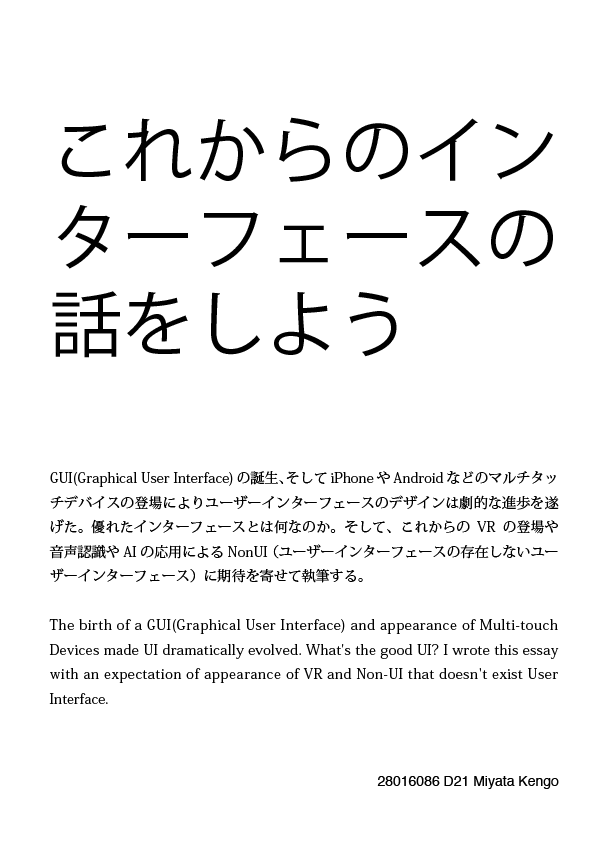 これからのイン
ターフェースの
話をしよう
GUI(Graphical User Interface) の誕生、そして iPhone や Android などのマルチタッ
チデバイスの登場によりユーザーインターフェースのデザインは劇的な進歩を遂
げた。優れたインターフェースとは何なのか。そして、これからの VR の登場や
音声認識や AI の応用による NonUI（ユーザーインターフェースの存在しないユー
ザーインターフェース）に期待を寄せて執筆する。
The birth of a GUI(Graphical User Interface) and appearance of Multi-touch
Devices made UI dramatically evolved. What's the good UI? I wrote this essay
with an expectation of appearance of VR and Non-UI that doesn't exist User
Interface.
28016086 D21 Miyata Kengo